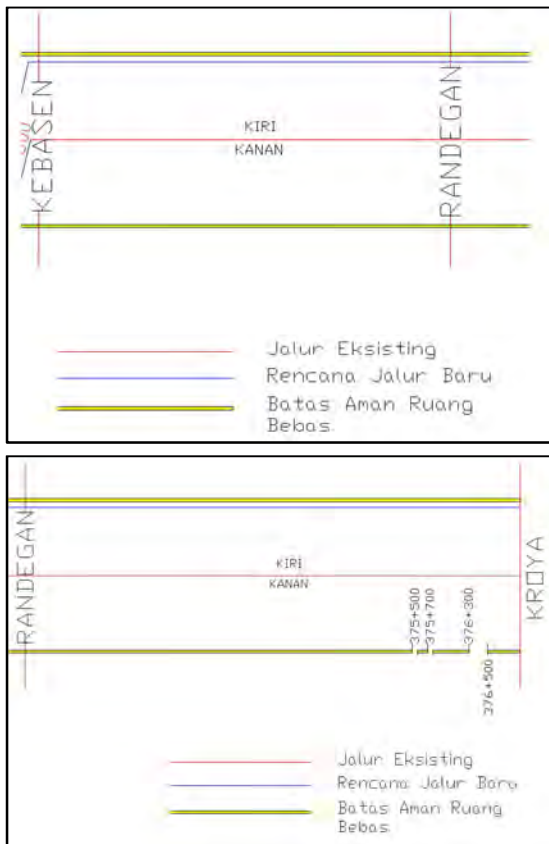 KEBASEN
KIRI
KANAN
RANDEGAN
Jalur Eksisting
Rencana Jalur Baru
Batas Aman Ruang
Bebas
RANDEGAN
KIRI
KANAN
375+500
375+700
376+300
376+500
KROYA
Jalur Eksisting
Rencana Jalur Baru
Batas Aman Ruang
Bebas